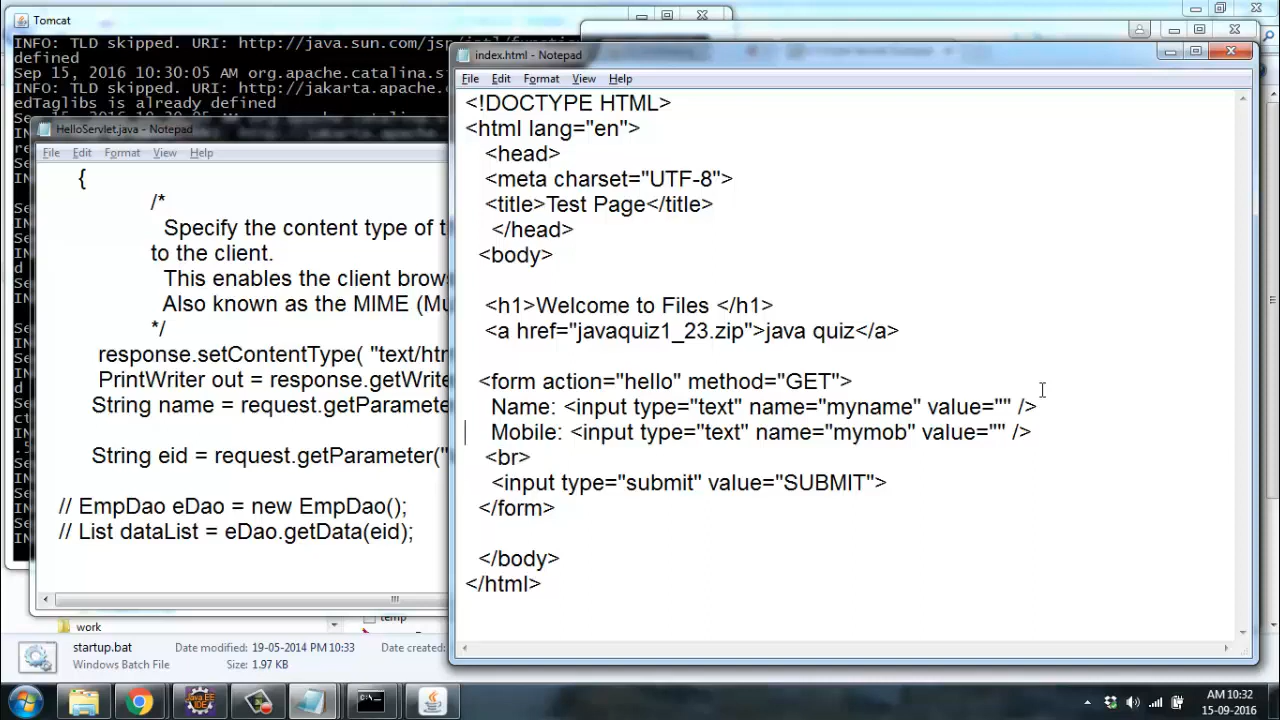 Tomcat
INFO: TLD skipped. URI: http://java.sun.com/jsp/jstl/
defined
Sep 15, 2016 10:30:05 AM org.apache.catalina.
INFO: TLD skipped. URI: http://jakarta.apache.
edTaglibs is already defined
HelloServlet.java - Notepad
File Edit Format View Help
{
/*
Specify the content type of
to the client.
This enables the client
Also known as the MIME
*/
response.setContentType( "text/
PrintWriter out =
String name =
String eid = request.getParameter("
// EmpDao eDao = new EmpDao();
// List dataList = eDao.getData(eid);
index.html - Notepad
File Edit Format View Help
<!DOCTYPE HTML>
<html lang="en">
<head>
<meta charset="UTF-8">
<title>Test Page</title>
</head>
<body>
<h1>Welcome to Files </h1>
<a href="javaquiz1_23.zip">java quiz</a>
<form action="hello" method="GET">
Name: <input type="text" name="myname" value="" />
Mobile: <input type="text" name="mymob" value="" />
<br>
<input type="submit" value="SUBMIT">
</form>
</body>
</html>
work
temp
startup.bat Date modified: 19-05-2014 PM 10:33 Date created:
Windows Batch File Size: 1.97 KB
Java EE
IDE
AM 10:32
15-09-2016